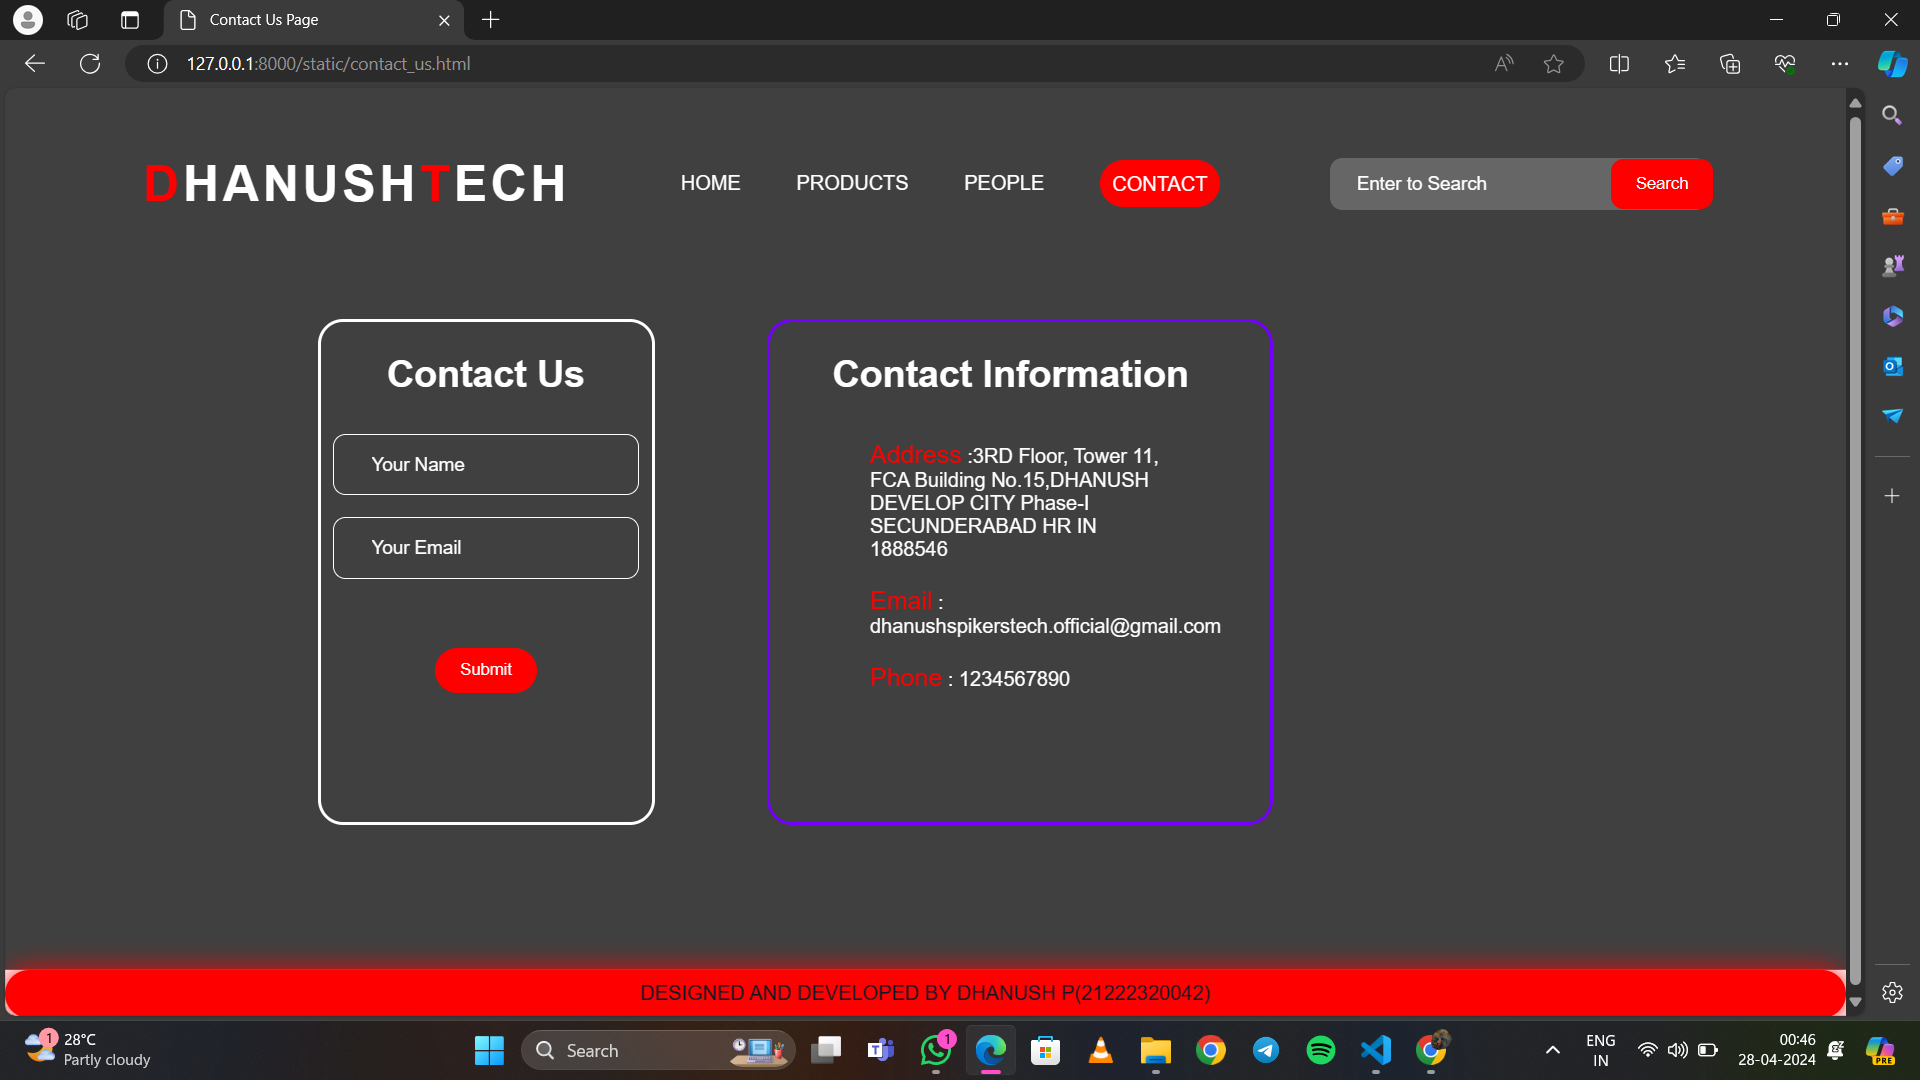 Contact Us Page
127.0.0.1:8000/static/contact_us.html
DHANUSHTECH
HOME
PRODUCTS
PEOPLE
CONTACT
Enter to Search
Search
Contact Us
Your Name
Your Email
Submit
Contact Information
Address :3RD Floor, Tower 11,
FCA Building No.15,DHANUSH
DEVELOP CITY Phase-I
SECUNDERABAD HR IN
1888546
Email :
dhanushspikerstech.official@gmail.com
Phone : 1234567890
DESIGNED AND DEVELOPED BY DHANUSH P(21222320042)
1
28°C
Partly cloudy
Search
1
ENG
IN
00:46
28-04-2024
PRE